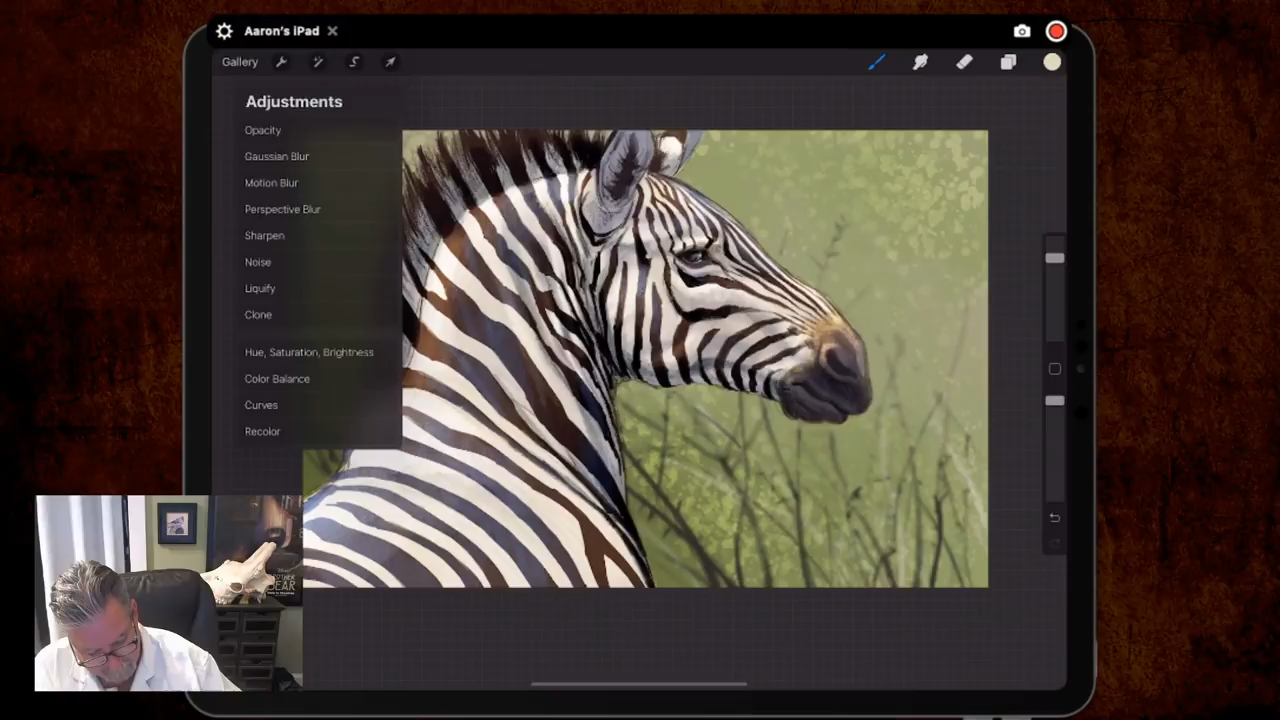 Aaron's iPad
Gallery
Adjustments
Opacity
Gaussian Blur
Motion Blur
Perspective Blur
Sharpen
Noise
Liquify
Clone
Hue, Saturation, Brightness
Color Balance
Curves
Recolor
BEAR